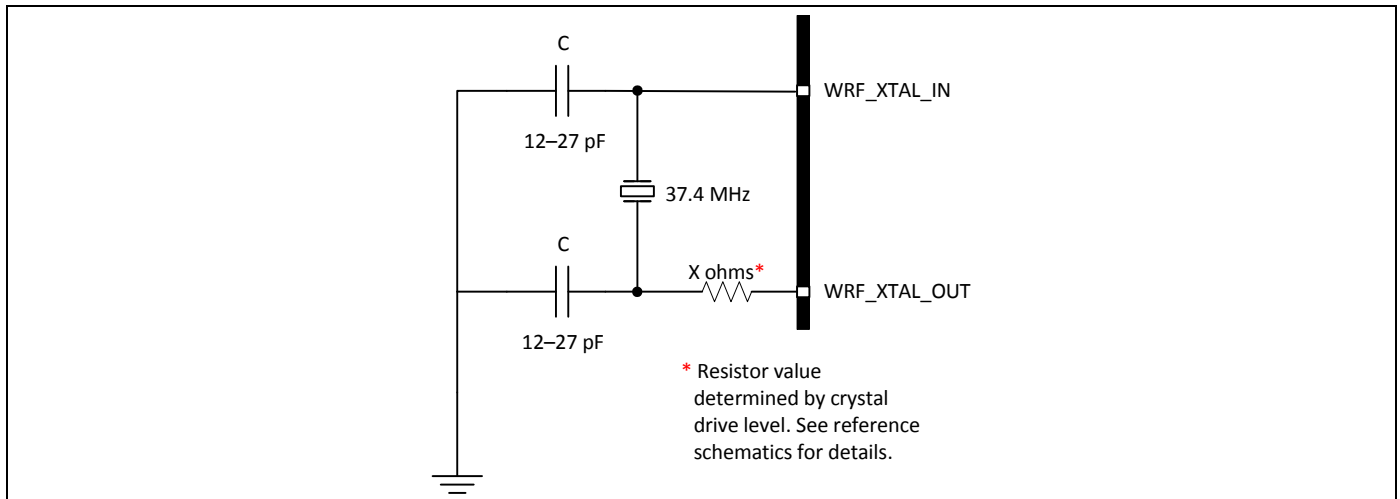 C
WRF_XTAL_IN
12–27 pF
37.4 MHz
C
X ohms*
WRF_XTAL_OUT
12–27 pF
* Resistor value
determined by crystal
drive level. See reference
schematics for details.